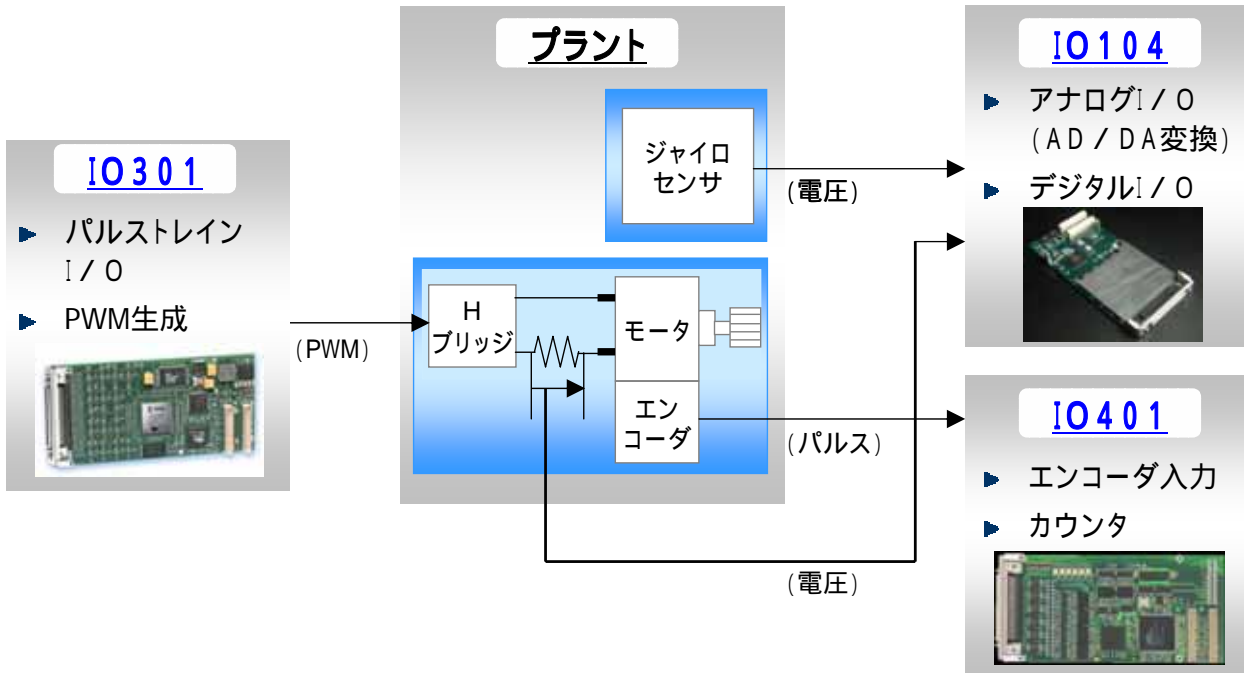 IO301
パルストレイン
I/O
PWM生成
(PWM)
プラント
ジャイロ
センサ
(電圧)
H
ブリッジ
モータ
エン
コーダ
(パルス)
(電圧)
IO104
アナログI/O
(AD/DA変換)
デジタルI/O
IO401
エンコーダ入力
カウンタ